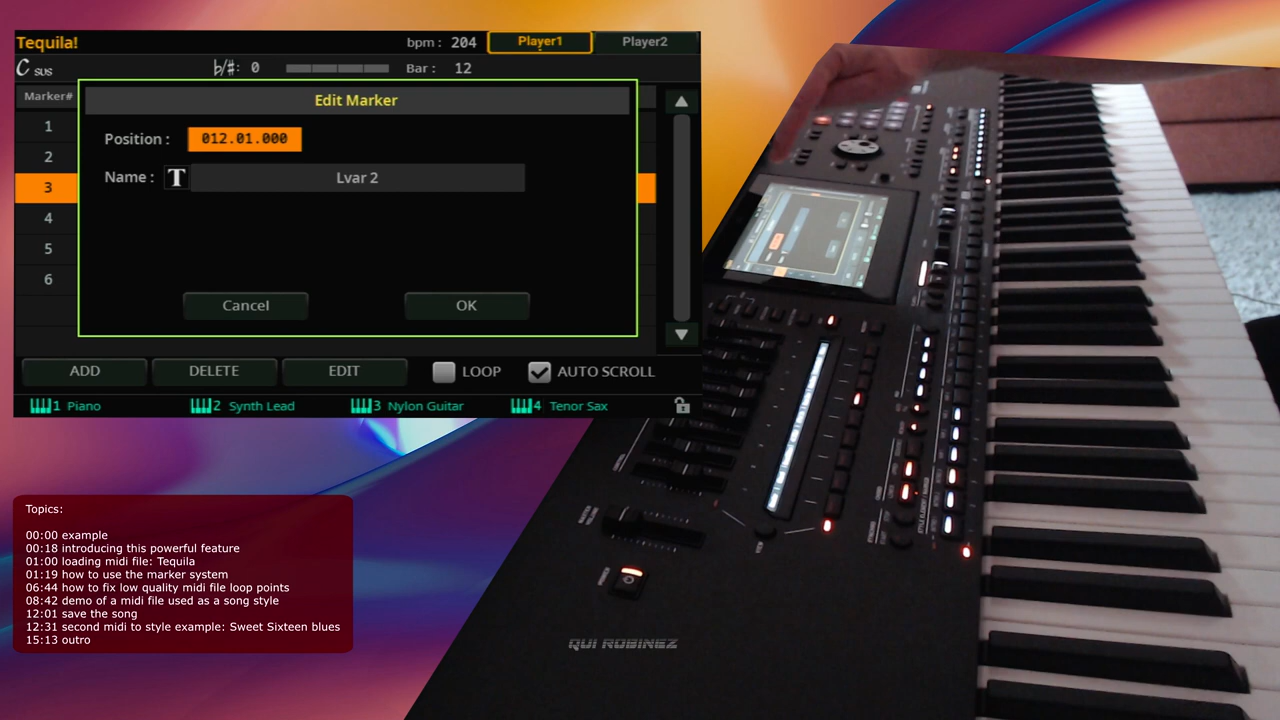 Tequila!
bpm : 204
Player1
Player2
C sus
b/#: 0
Bar : 12
Marker#
Edit Marker
1
Position : 012.01.000
2
Name : T Lvar 2
3
4
5
6
Cancel
OK
ADD
DELETE
EDIT
LOOP
AUTO SCROLL
1 Piano
2 Synth Lead
3 Nylon Guitar
4 Tenor Sax
Topics:
00:00 example
00:18 introducing this powerful feature
01:00 loading midi file: Tequila
01:19 how to use the marker system
06:44 how to fix low quality midi file loop points
08:42 demo of a midi file used as a song style
12:01 save the song
12:31 second midi to style example: Sweet Sixteen blues
15:13 outro
QUI ROBINEZ